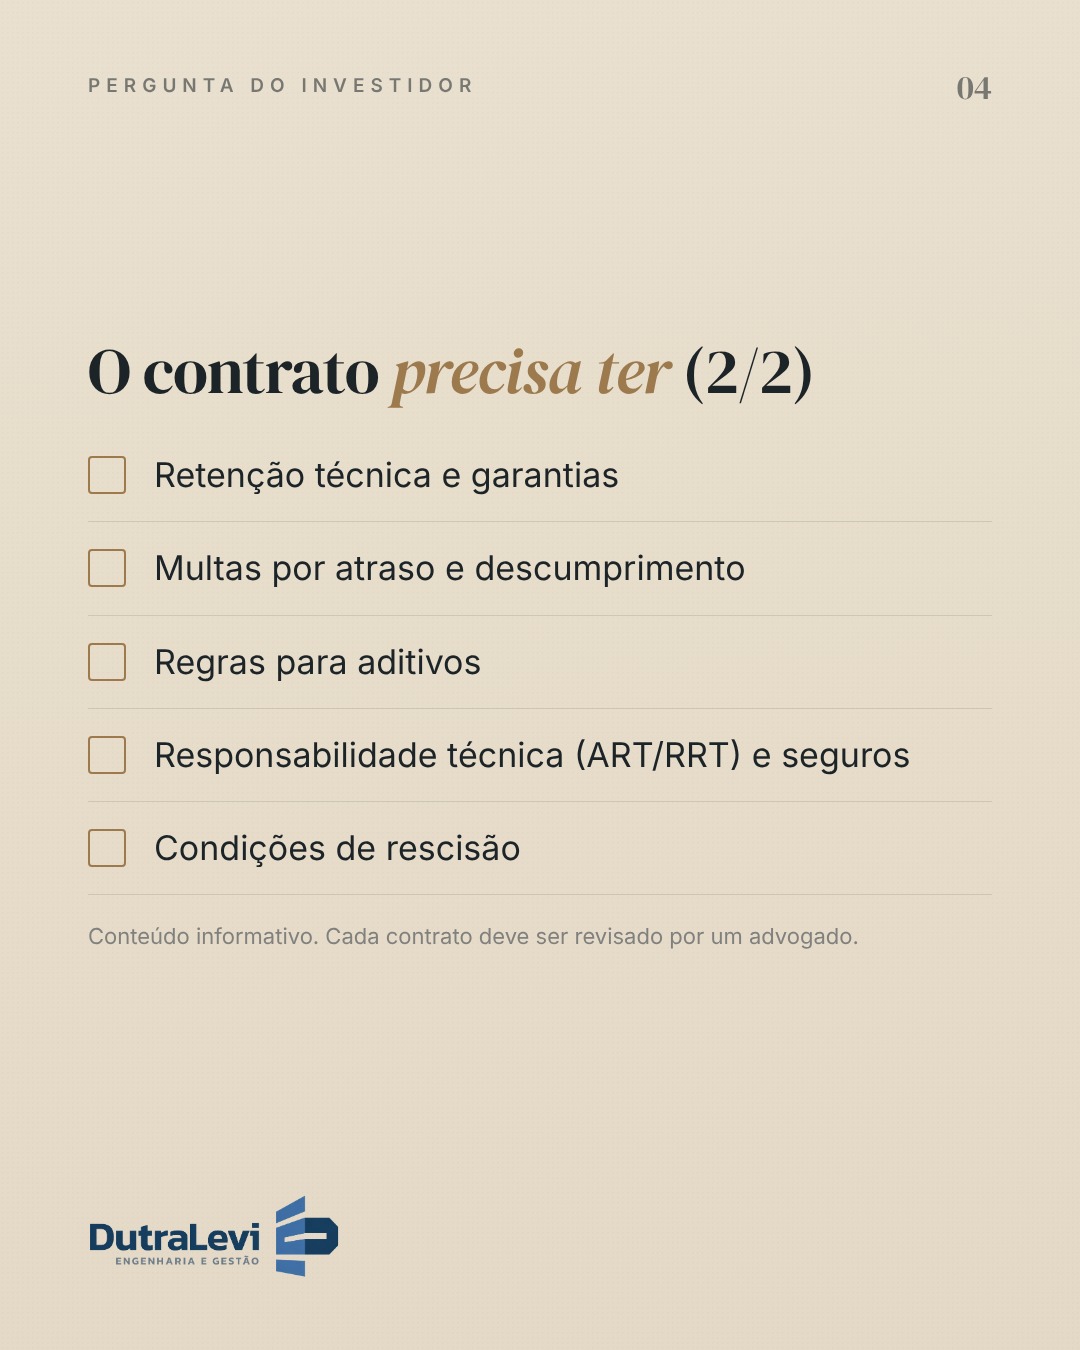 PERGUNTA DO INVESTIDOR
04
O contrato precisa ter (2/2)
Retenção técnica e garantias
Multas por atraso e descumprimento
Regras para aditivos
Responsabilidade técnica (ART/RRT) e seguros
Condições de rescisão
Conteúdo informativo. Cada contrato deve ser revisado por um advogado.
DutraLevi
ENGENHARIA E GESTÃO